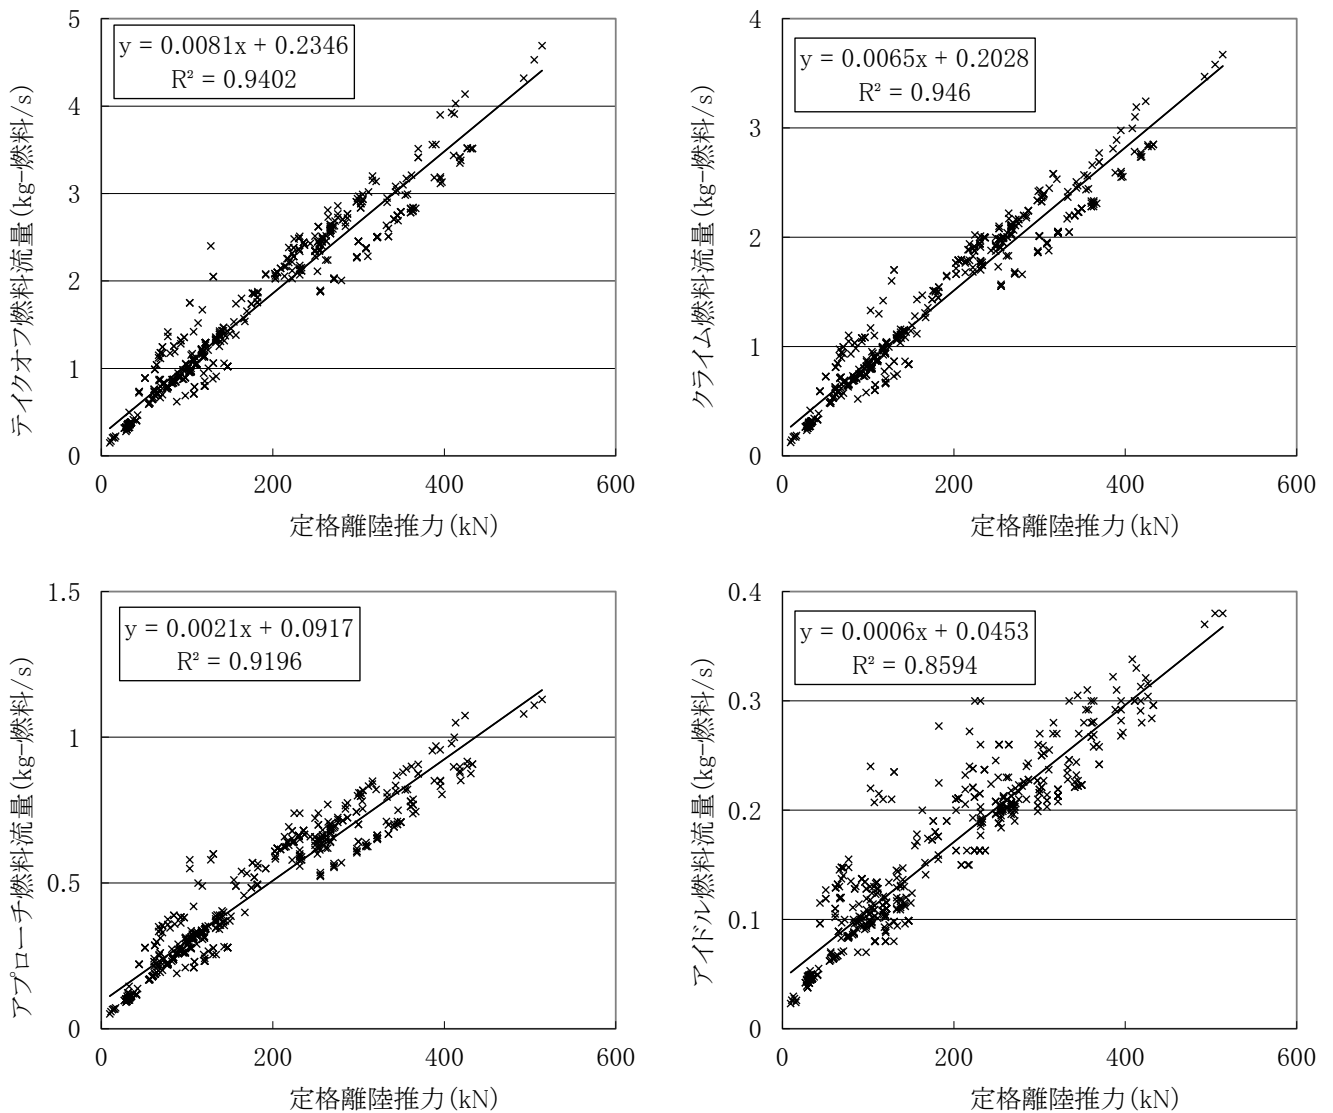 テイクオフ燃料流量(kg-燃料/s)
5
4
3
2
1
0
y = 0.0081x + 0.2346
R² = 0.9402
0 200 400 600
定格離陸推力(kN)
クライム燃料流量(kg-燃料/s)
4
3
2
1
0
y = 0.0065x + 0.2028
R² = 0.946
0 200 400 600
定格離陸推力(kN)
アプローチ燃料流量(kg-燃料/s)
1.5
1
0.5
0
y = 0.0021x + 0.0917
R² = 0.9196
0 200 400 600
定格離陸推力(kN)
アイドル燃料流量(kg-燃料/s)
0.4
0.3
0.2
0.1
0.0
y = 0.0006x + 0.0453
R² = 0.8594
0 200 400 600
定格離陸推力(kN)